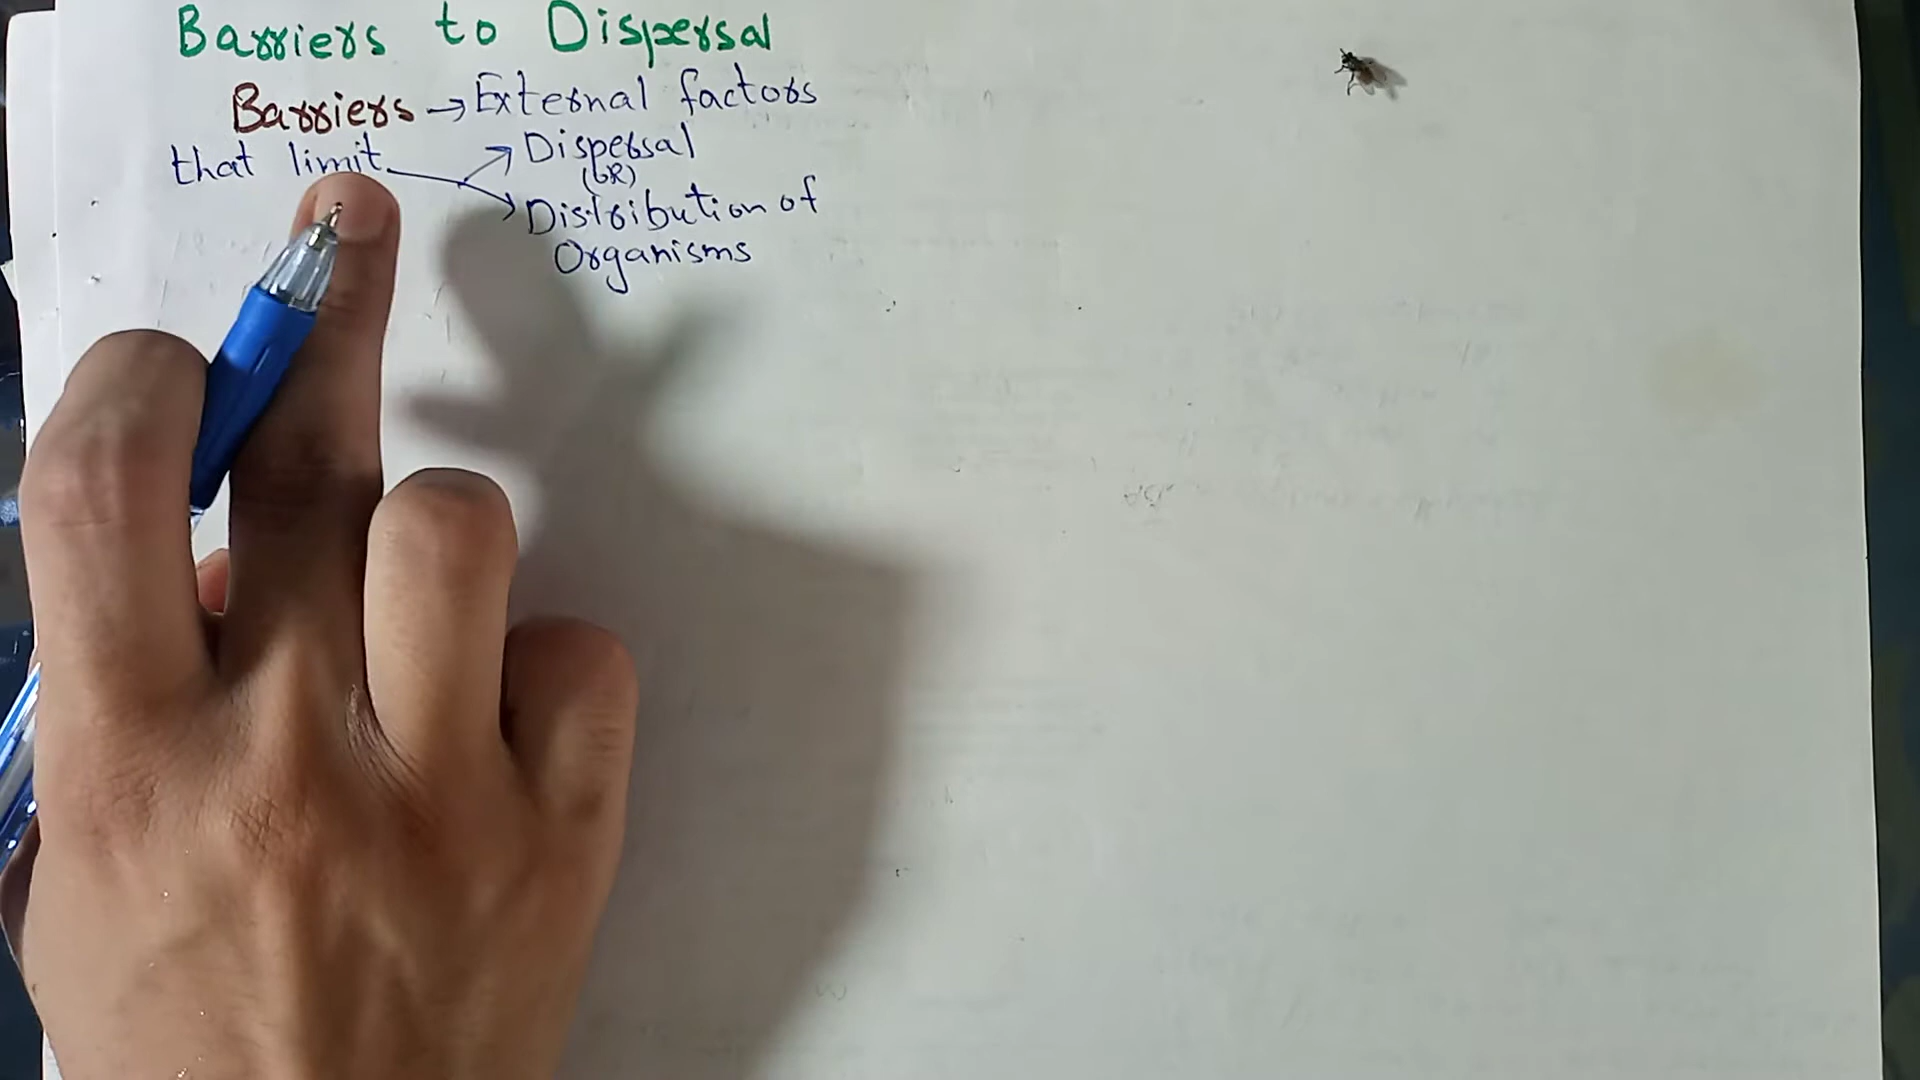 Barriers to Dispersal
Barriers → External factors
that limit → Dispersal
(OR)
→ Distribution of
Organisms